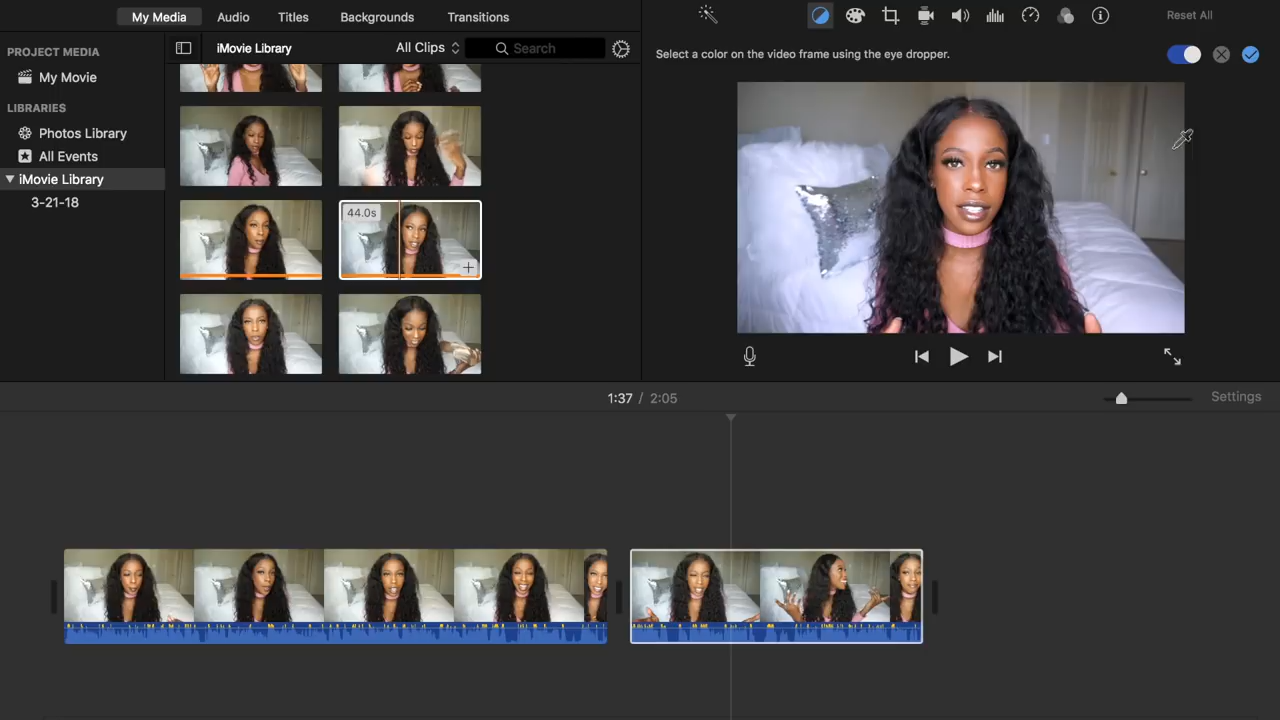 My Media
Audio
Titles
Backgrounds
Transitions
Reset All
PROJECT MEDIA
My Movie
LIBRARIES
Photos Library
All Events
iMovie Library
3-21-18
iMovie Library
All Clips
Search
44.0s
Select a color on the video frame using the eye dropper.
1:37 / 2:05
Settings